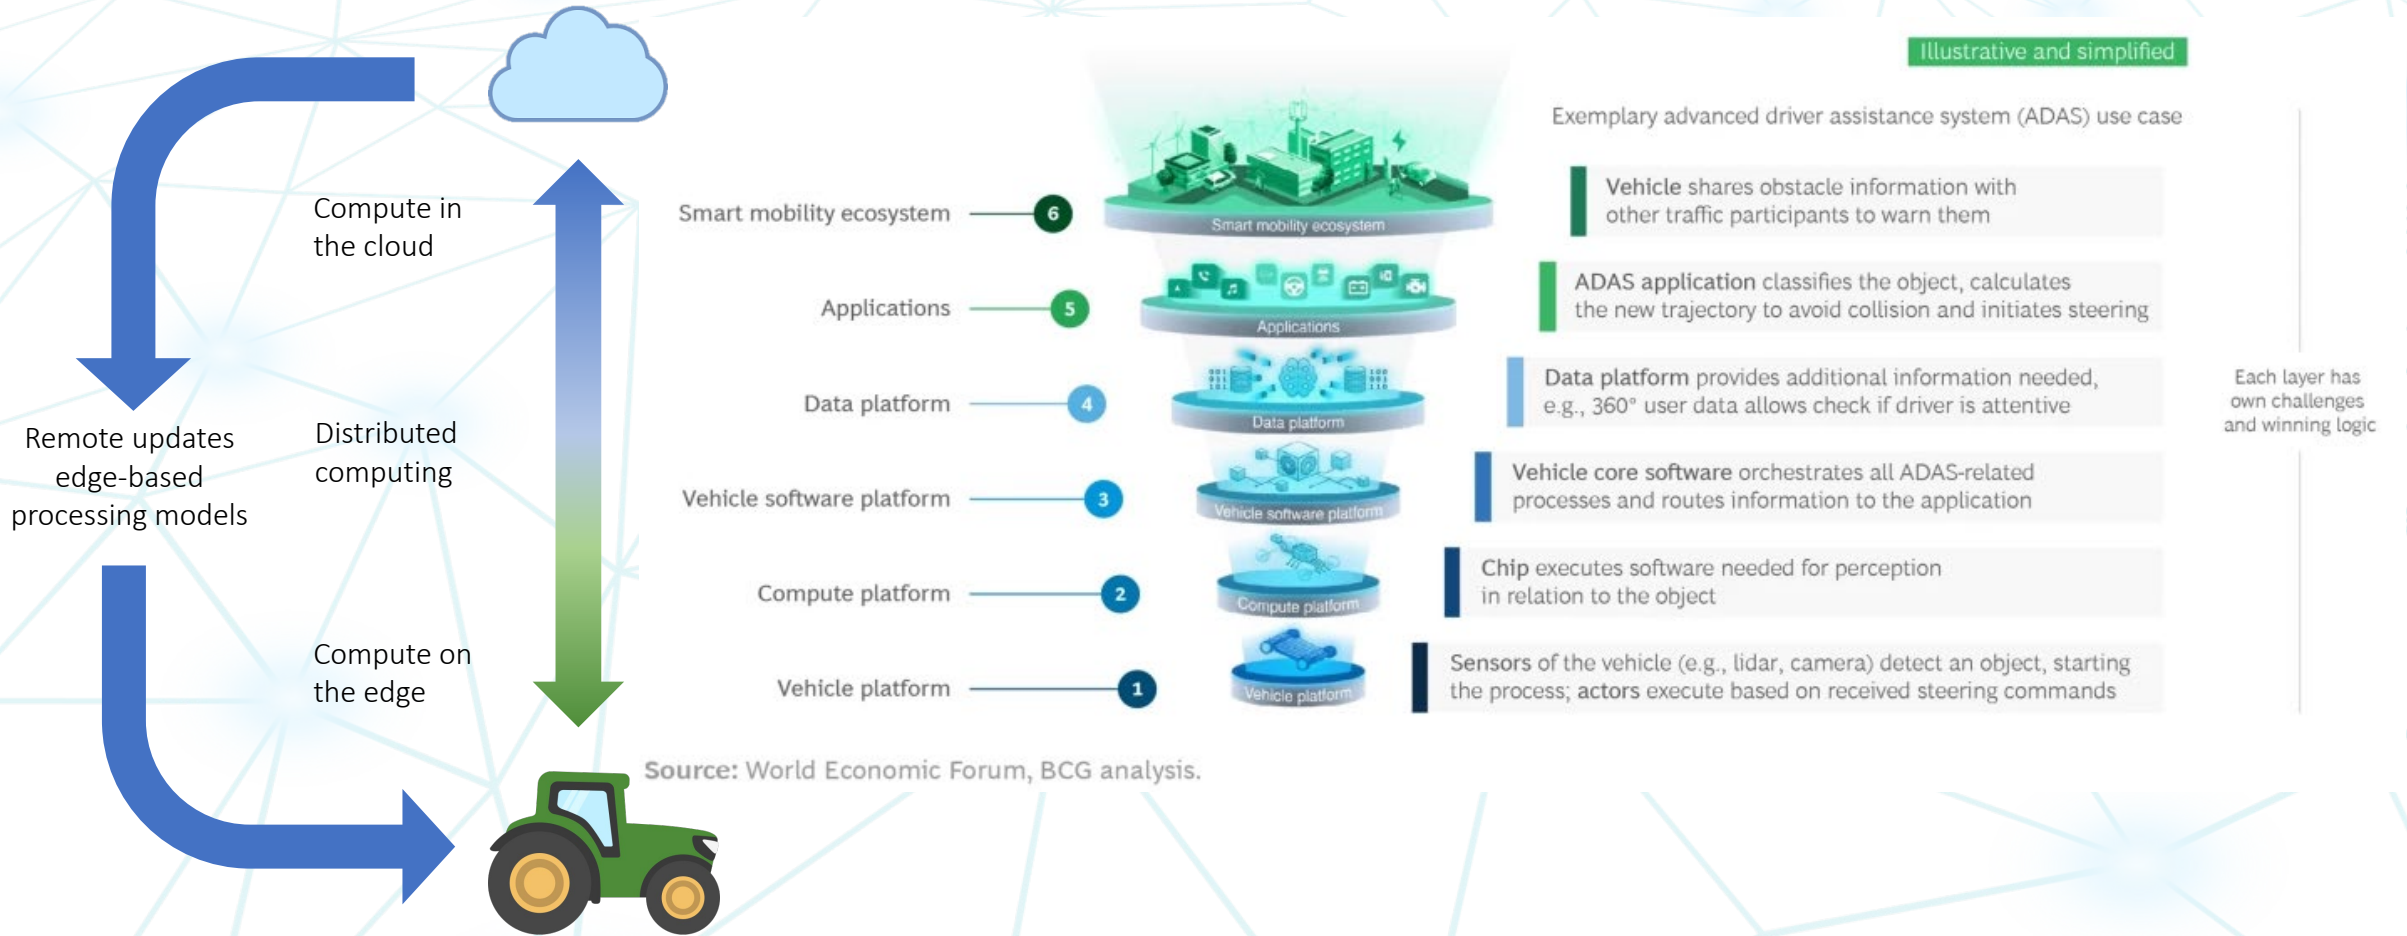 Compute in
the cloud
Distributed
computing
Compute on
the edge
Remote updates
edge-based
processing models
Illustrative and simplified
Exemplary advanced driver assistance system (ADAS) use case
Smart mobility ecosystem
6
Smart mobility ecosystem
Vehicle shares obstacle information with
other traffic participants to warn them
Applications
5
Applications
ADAS application classifies the object, calculates
the new trajectory to avoid collision and initiates steering
Data platform
4
Data platform
Data platform provides additional information needed,
e.g., 360° user data allows check if driver is attentive
Vehicle software platform
3
Vehicle software platform
Vehicle core software orchestrates all ADAS-related
processes and routes information to the application
Compute platform
2
Compute platform
Chip executes software needed for perception
in relation to the object
Vehicle platform
1
Vehicle platform
Sensors of the vehicle (e.g., lidar, camera) detect an object, starting
the process; actors execute based on received steering commands
Each layer has
own challenges
and winning logic
Source: World Economic Forum, BCG analysis.